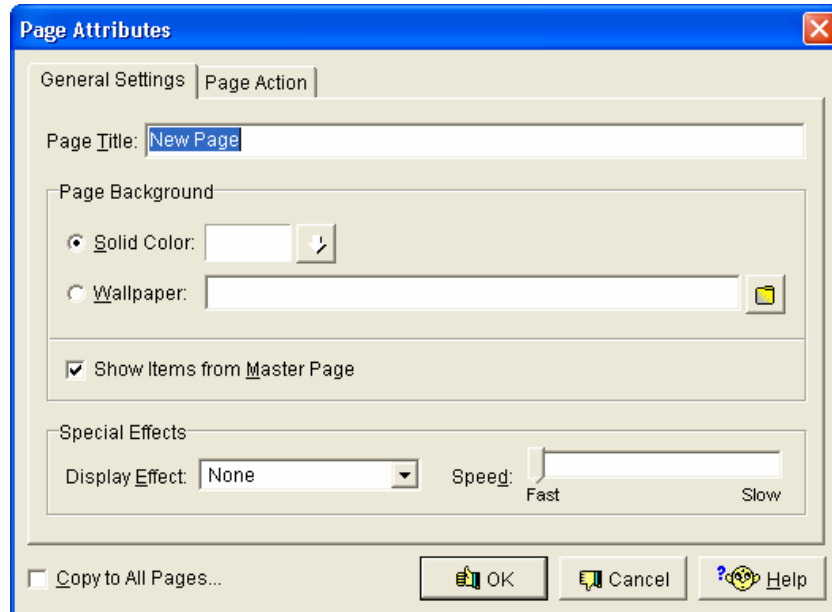 Page Attributes
General Settings Page Action
Page Title: New Page
Page Background
Solid Color:
Wallpaper:
Show Items from Master Page
Special Effects
Display Effect: None Speed:
Fast Slow
Copy to All Pages... OK Cancel ? Help